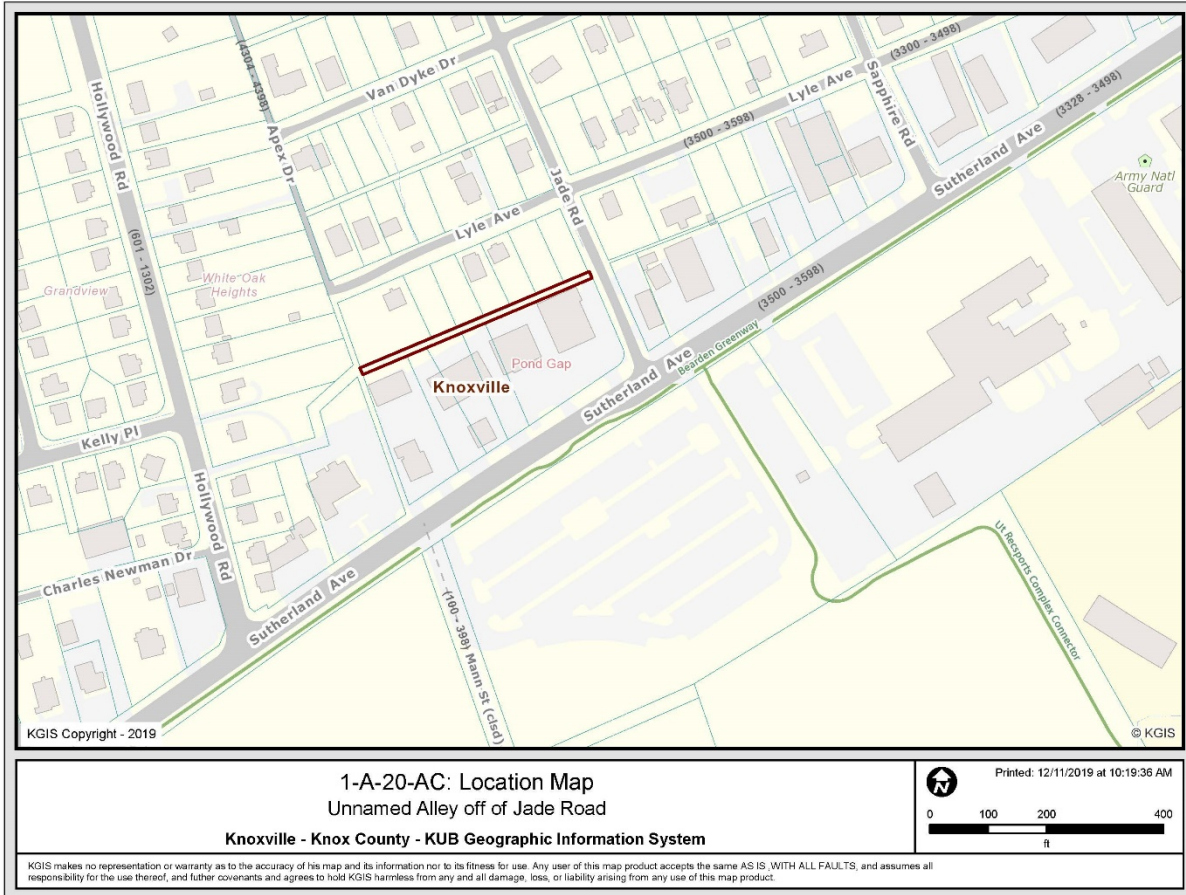 (3300 - 3498)
Hollywood Rd
(4304 - 4398)
Apex Dr
Van Dyke Dr
Lyle Ave
Sapphire Rd
(3328 - 3498)
(3500 - 3598)
Sutherland Ave
Army Natl
Guard
Jade Rd
Lyle Ave
(601 - 1302)
White Oak
Heights
Grandview
(3500 - 3598)
Bearden Greenway
Pond Gap
Knoxville
Sutherland Ave
Kelly Pl
Hollywood Rd
Charles Newman Dr
Sutherland Ave
(100 - 398) Mann St (clsd)
Ut Recsports Complex Connector
KGIS Copyright - 2019
© KGIS
1-A-20-AC: Location Map
Unnamed Alley off of Jade Road
Knoxville - Knox County - KUB Geographic Information System
N
Printed: 12/11/2019 at 10:19:36 AM
0 100 200 400
ft
KGIS makes no representation or warranty as to the accuracy of his map and its information nor to its fitness for use. Any user of this map product accepts the same AS IS ,WITH ALL FAULTS, and assumes all
responsibility for the use thereof, and futher covenants and agrees to hold KGIS harmless from any and all damage, loss, or liability arising from any use of this map product.